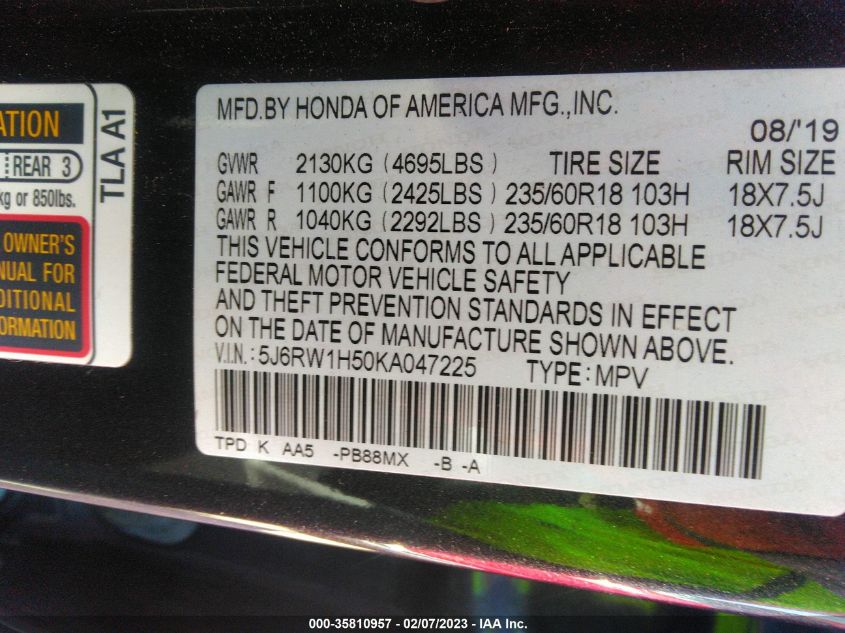 ATION
REAR 3
kg or 850lbs.
OWNER'S
NUAL FOR
DITIONAL
FORMATION
TLA A1
MFD.BY HONDA OF AMERICA MFG.,INC.
08/'19
GVWR 2130KG (4695LBS) TIRE SIZE RIM SIZE
GAWR F 1100KG (2425LBS) 235/60R18 103H 18X7.5J
GAWR R 1040KG (2292LBS) 235/60R18 103H 18X7.5J
THIS VEHICLE CONFORMS TO ALL APPLICABLE
FEDERAL MOTOR VEHICLE SAFETY
AND THEFT PREVENTION STANDARDS IN EFFECT
ON THE DATE OF MANUFACTURE SHOWN ABOVE.
V.I.N.: 5J6RW1H50KA047225 TYPE: MPV
TPD K AA5 -PB88MX -B -A
000-35810957 - 02/07/2023 - IAA Inc.